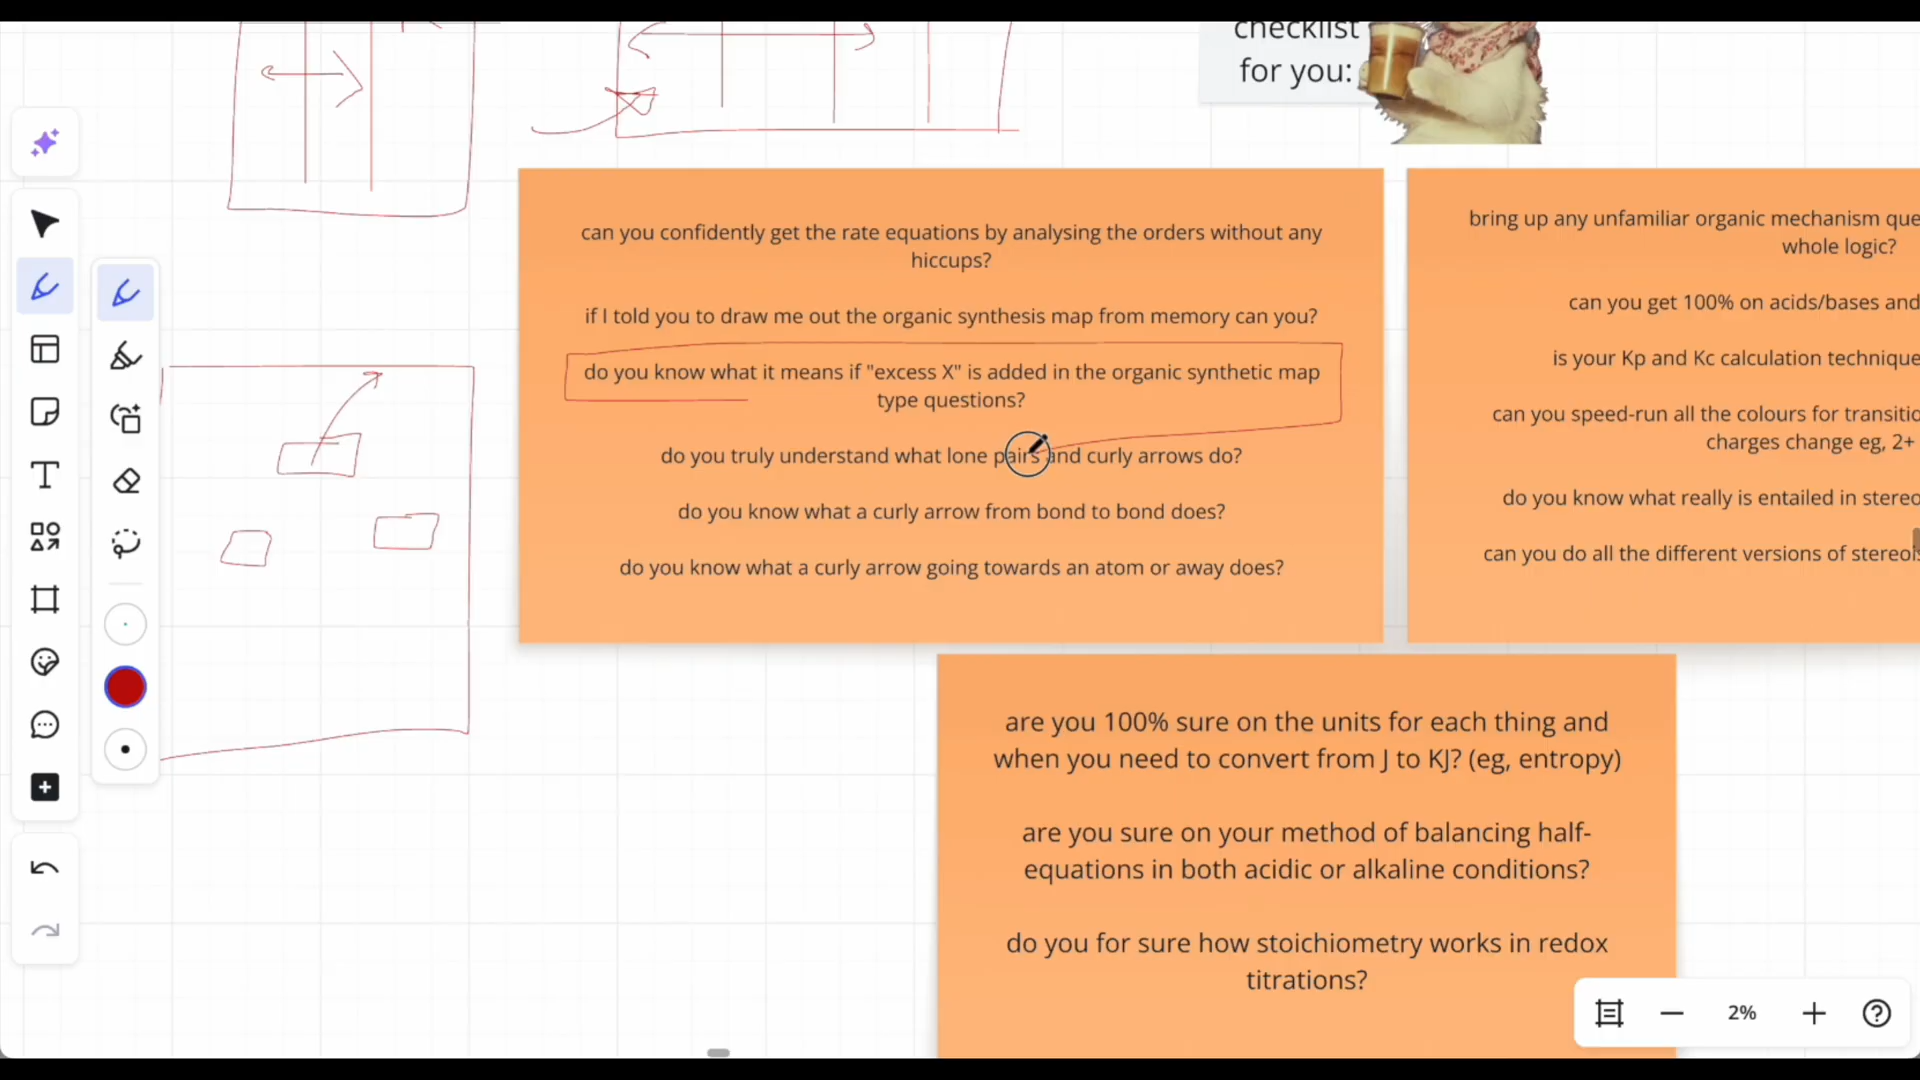 checklist
for you:
can you confidently get the rate equations by analysing the orders without any
hiccups?
if I told you to draw me out the organic synthesis map from memory can you?
do you know what it means if "excess X" is added in the organic synthetic map
type questions?
do you truly understand what lone pairs and curly arrows do?
do you know what a curly arrow from bond to bond does?
do you know what a curly arrow going towards an atom or away does?
bring up any unfamiliar organic mechanism que
whole logic?
can you get 100% on acids/bases and
is your Kp and Kc calculation technique
can you speed-run all the colours for transitio
charges change eg, 2+
do you know what really is entailed in stereo
can you do all the different versions of stereois
are you 100% sure on the units for each thing and
when you need to convert from J to KJ? (eg, entropy)
are you sure on your method of balancing half-
equations in both acidic or alkaline conditions?
do you for sure how stoichiometry works in redox
titrations?
2%